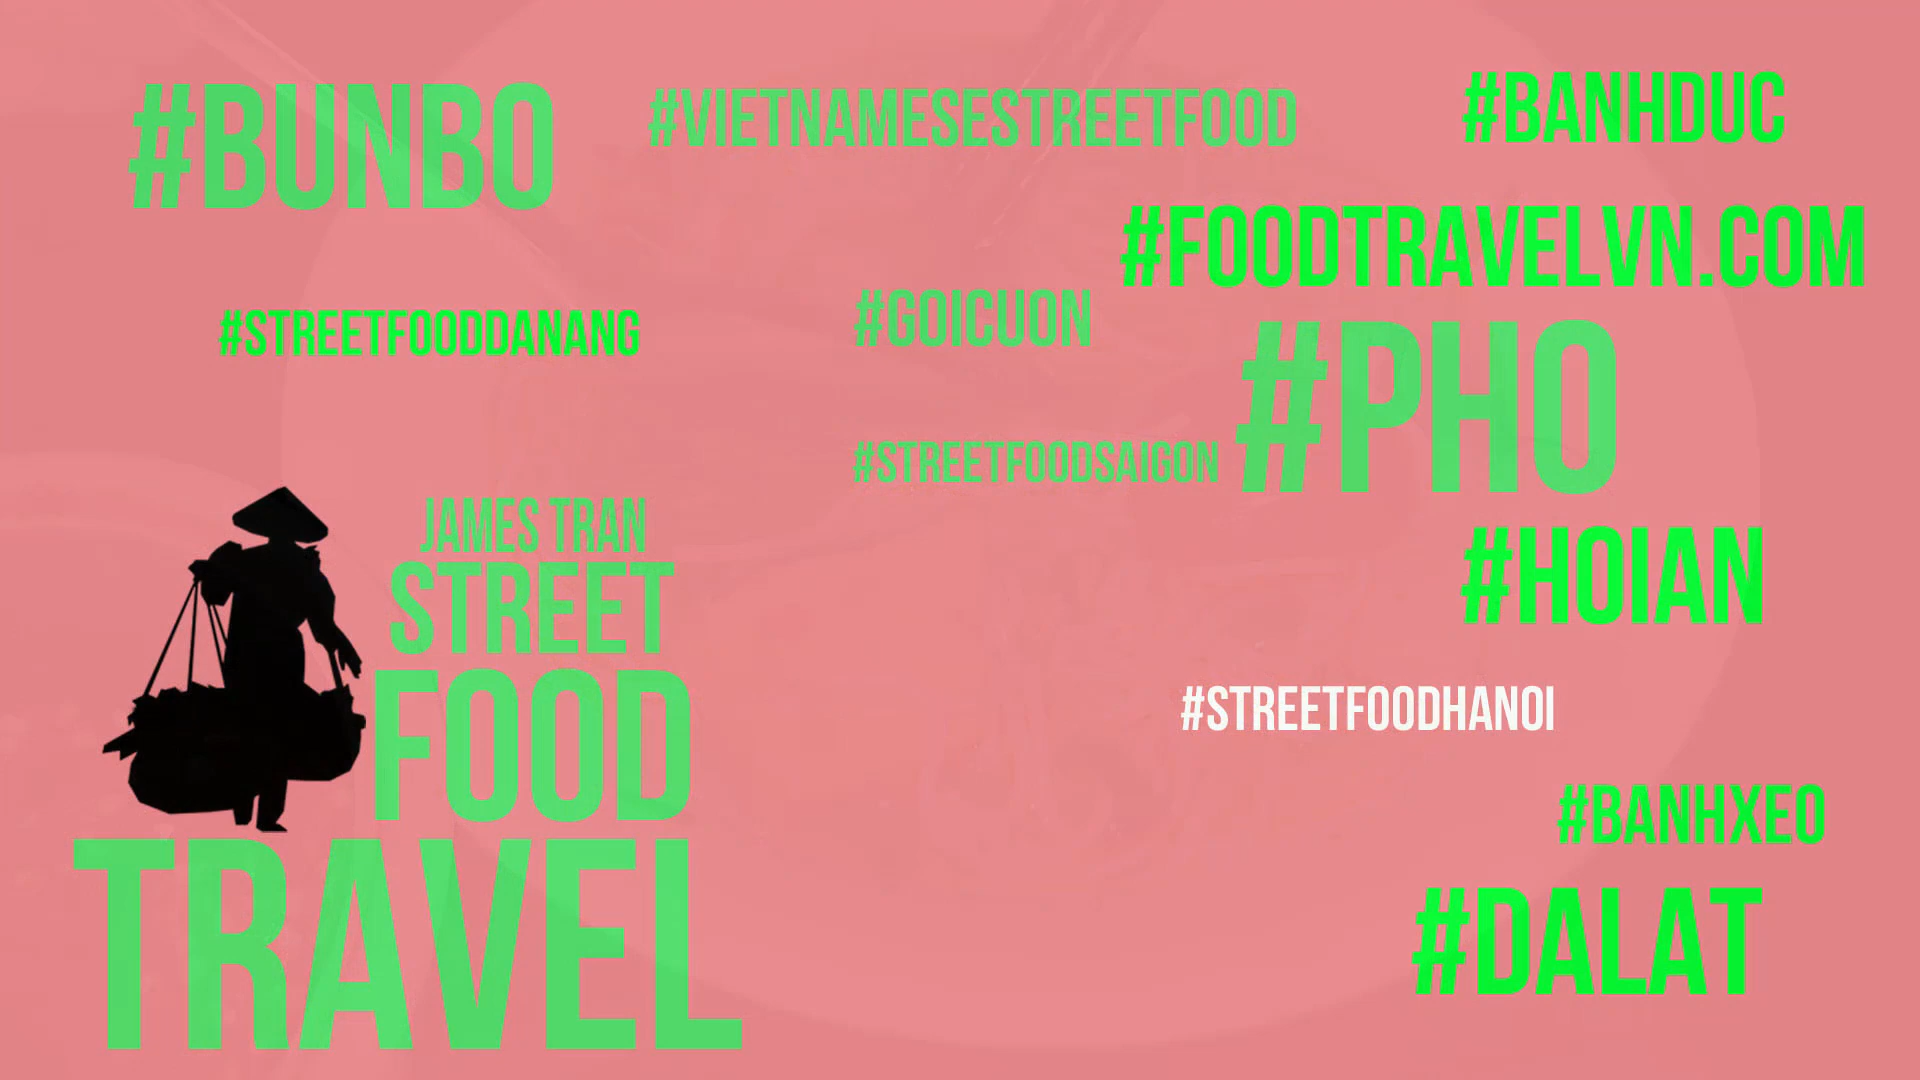 #BUNBO
#VIETNAMESESTREETFOOD
#BANHDUC
#FOODTRAVELVN.COM
#STREETFOODDANANG
#GOICUON
#PHO
#STREETFOODSAIGON
JAMES TRAN
STREET
FOOD
TRAVEL
#HOIAN
#STREETFOODHANOI
#BANHXEO
#DALAT